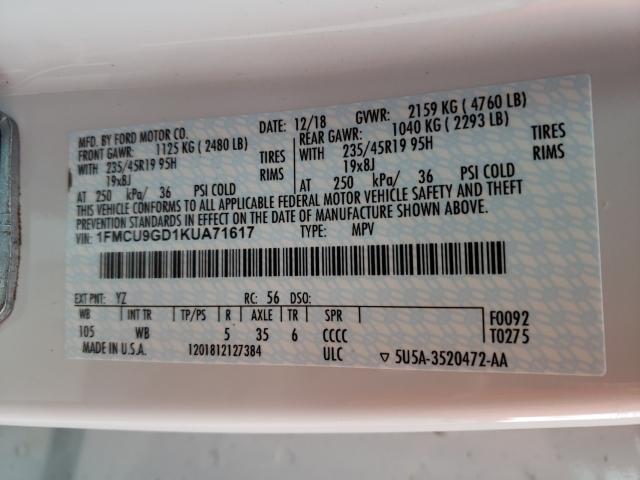 MFD. BY FORD MOTOR CO. DATE: 12/18 GVWR: 2159 KG ( 4760 LB)
FRONT GAWR: 1125 KG ( 2480 LB) REAR GAWR: 1040 KG ( 2293 LB)
WITH 235/45R19 95H TIRES WITH 235/45R19 95H TIRES
19x8J RIMS 19x8J RIMS
AT 250 kPa/ 36 PSI COLD AT 250 kPa/ 36 PSI COLD
THIS VEHICLE CONFORMS TO ALL APPLICABLE FEDERAL MOTOR VEHICLE SAFETY AND THEFT
PREVENTION STANDARDS IN EFFECT ON THE DATE OF MANUFACTURE SHOWN ABOVE.
VIN: 1FMCU9GD1KUA71617 TYPE: MPV
EXT PNT: YZ RC: 56 DSO:
WB INT TR TP/PS R AXLE TR SPR F0092
105 WB 5 35 6 CCCC T0275
MADE IN U.S.A. 1201812127384 ULC ▽ 5U5A-3520472-AA